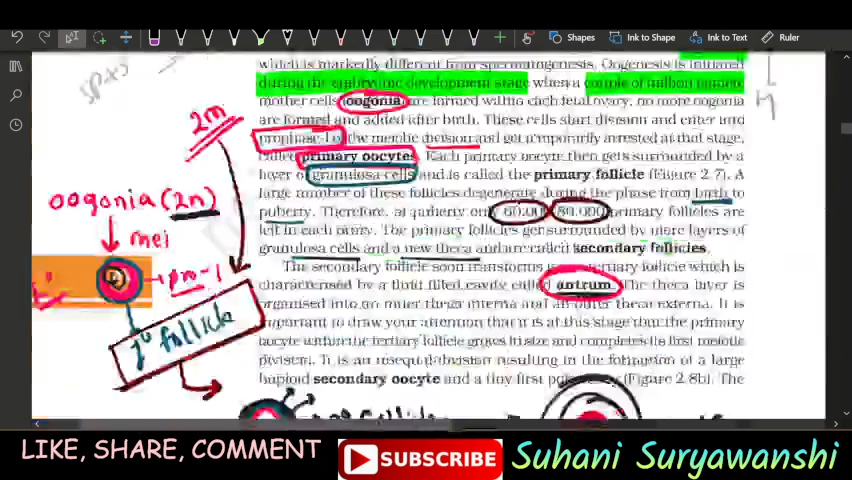 Shapes
Ink to Shape
Ink to Text
Ruler
which is markedly different from spermatogenesis. Oogenesis is initiated
during the embryonic development stage when a couple of million gamete
mother cells (oogonia) are formed within each fetal ovary; no more oogonia
are formed and added after birth. These cells start division and enter into
prophase-I of the meiotic division and get temporarily arrested at that stage,
called primary oocytes. Each primary oocyte then gets surrounded by a
layer of granulosa cells and is called the primary follicle (Figure 2.7). A
large number of these follicles degenerate during the phase from birth to
puberty. Therefore, at puberty only 60,000 80,000 primary follicles are
left in each ovary. The primary follicles get surrounded by more layers of
granulosa cells and a new theca and are called secondary follicles.
The secondary follicle soon transforms into a tertiary follicle which is
characterised by a fluid filled cavity called antrum. The theca layer is
organised into an inner theca interna and an outer theca externa. It is
important to draw your attention that it is at this stage that the primary
oocyte within the tertiary follicle grows in size and completes its first meiotic
division. It is an unequal division resulting in the formation of a large
haploid secondary oocyte and a tiny first polar body (Figure 2.8b). The
2m
oogonia (2n)
mei
pm-1
1° follicle
LIKE, SHARE, COMMENT
SUBSCRIBE
Suhani Suryawanshi